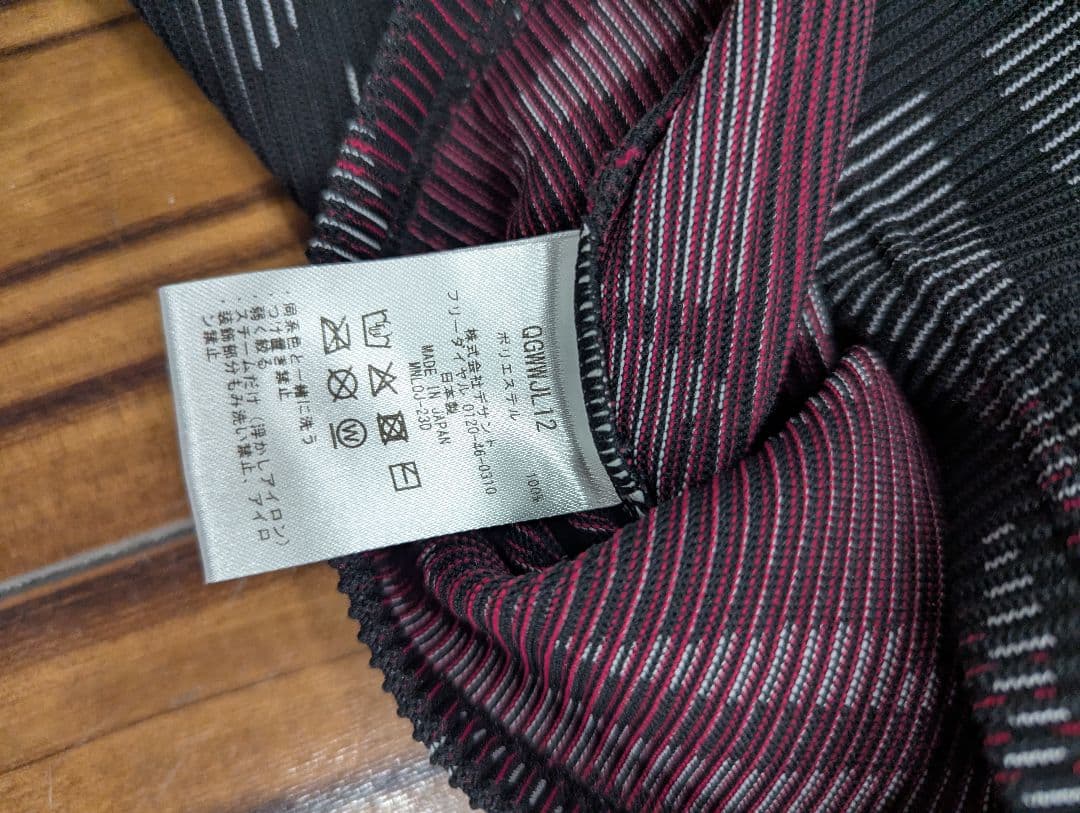 QGWWJL12
ポリエステル 100%
株式会社デサント
フリーダイヤル 0120-46-0310
日本製
MADE IN JAPAN
WWLOJ-230
W
・同系色と一緒に洗う
・つけ置き禁止
・軽く絞る
・スチームだけ(浮かしアイロン)
・装飾部分もみ洗い禁止、アイロ
ン禁止